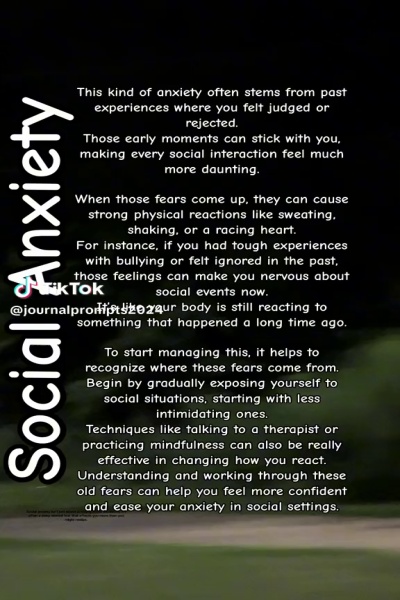 Social Anxiety
This kind of anxiety often stems from past
experiences where you felt judged or
rejected.
Those early moments can stick with you,
making every social interaction feel much
more daunting.
When those fears come up, they can cause
strong physical reactions like sweating,
shaking, or a racing heart.
For instance, if you had tough experiences
with bullying or felt ignored in the past,
those feelings can make you nervous about
social events now.
It's like your body is still reacting to
something that happened a long time ago.
TikTok
@journalprompts2024
To start managing this, it helps to
recognize where these fears come from.
Begin by gradually exposing yourself to
social situations, starting with less
intimidating ones.
Techniques like talking to a therapist or
practicing mindfulness can also be really
effective in changing how you react.
Understanding and working through these
old fears can help you feel more confident
and ease your anxiety in social settings.